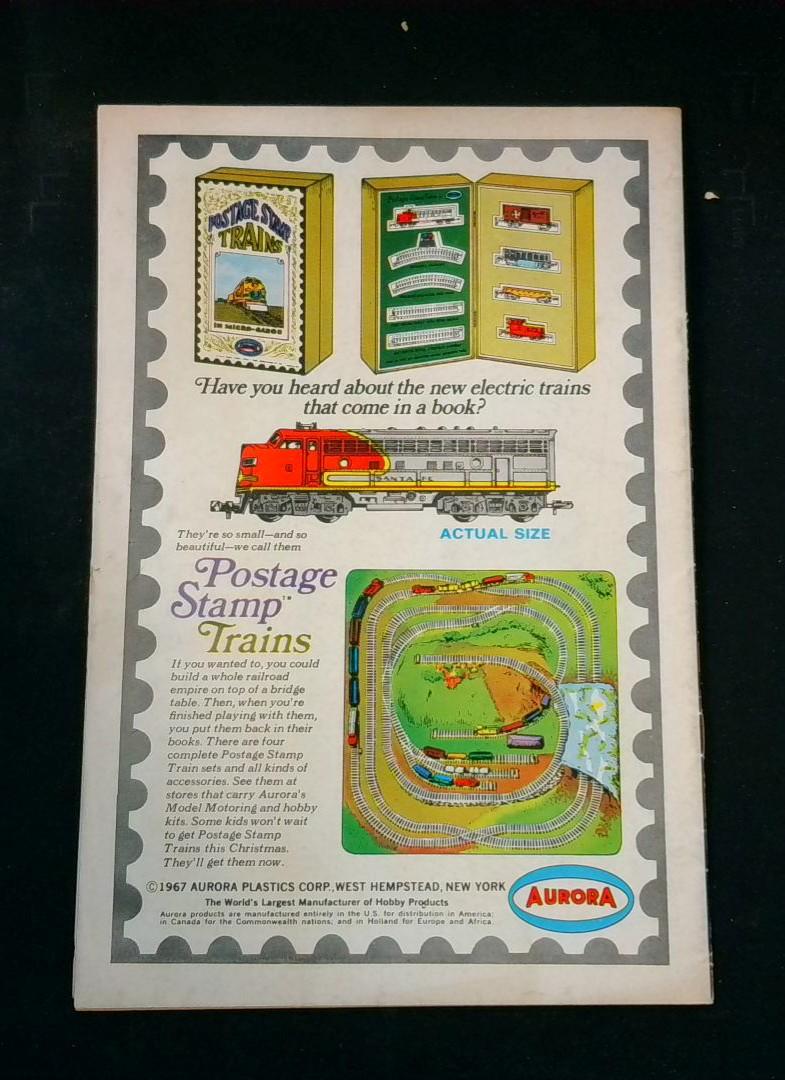 POSTAGE STAMP
TRAINS
IN MICRO-GAUGE
Postage Stamp Trains
Have you heard about the new electric trains
that come in a book?
SANTA FE
ACTUAL SIZE
They're so small—and so
beautiful—we call them
Postage
Stamp™
Trains
If you wanted to, you could
build a whole railroad
empire on top of a bridge
table. Then, when you're
finished playing with them,
you put them back in their
books. There are four
complete Postage Stamp
Train sets and all kinds of
accessories. See them at
stores that carry Aurora's
Model Motoring and hobby
kits. Some kids won't wait
to get Postage Stamp
Trains this Christmas.
They'll get them now.
©1967 AURORA PLASTICS CORP., WEST HEMPSTEAD, NEW YORK
The World's Largest Manufacturer of Hobby Products
Aurora products are manufactured entirely in the U.S. for distribution in America;
in Canada for the Commonwealth nations; and in Holland for Europe and Africa.
AURORA